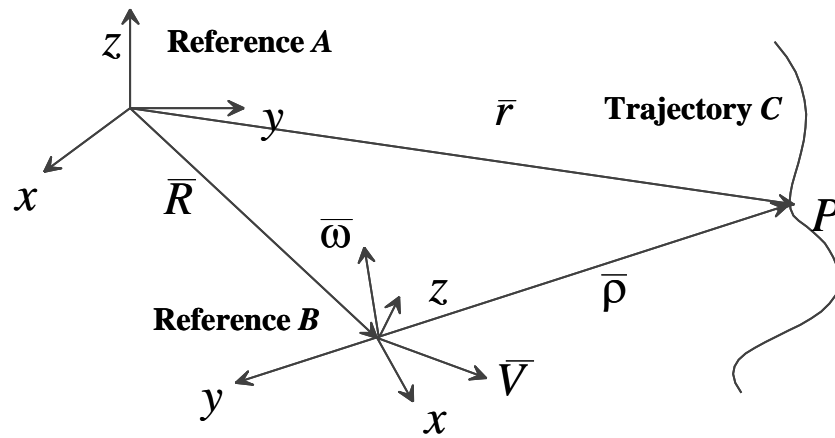 z
Reference A
y
x
r̅
Trajectory C
R̅
P
ω̅
z
ρ̅
Reference B
y
x
V̅